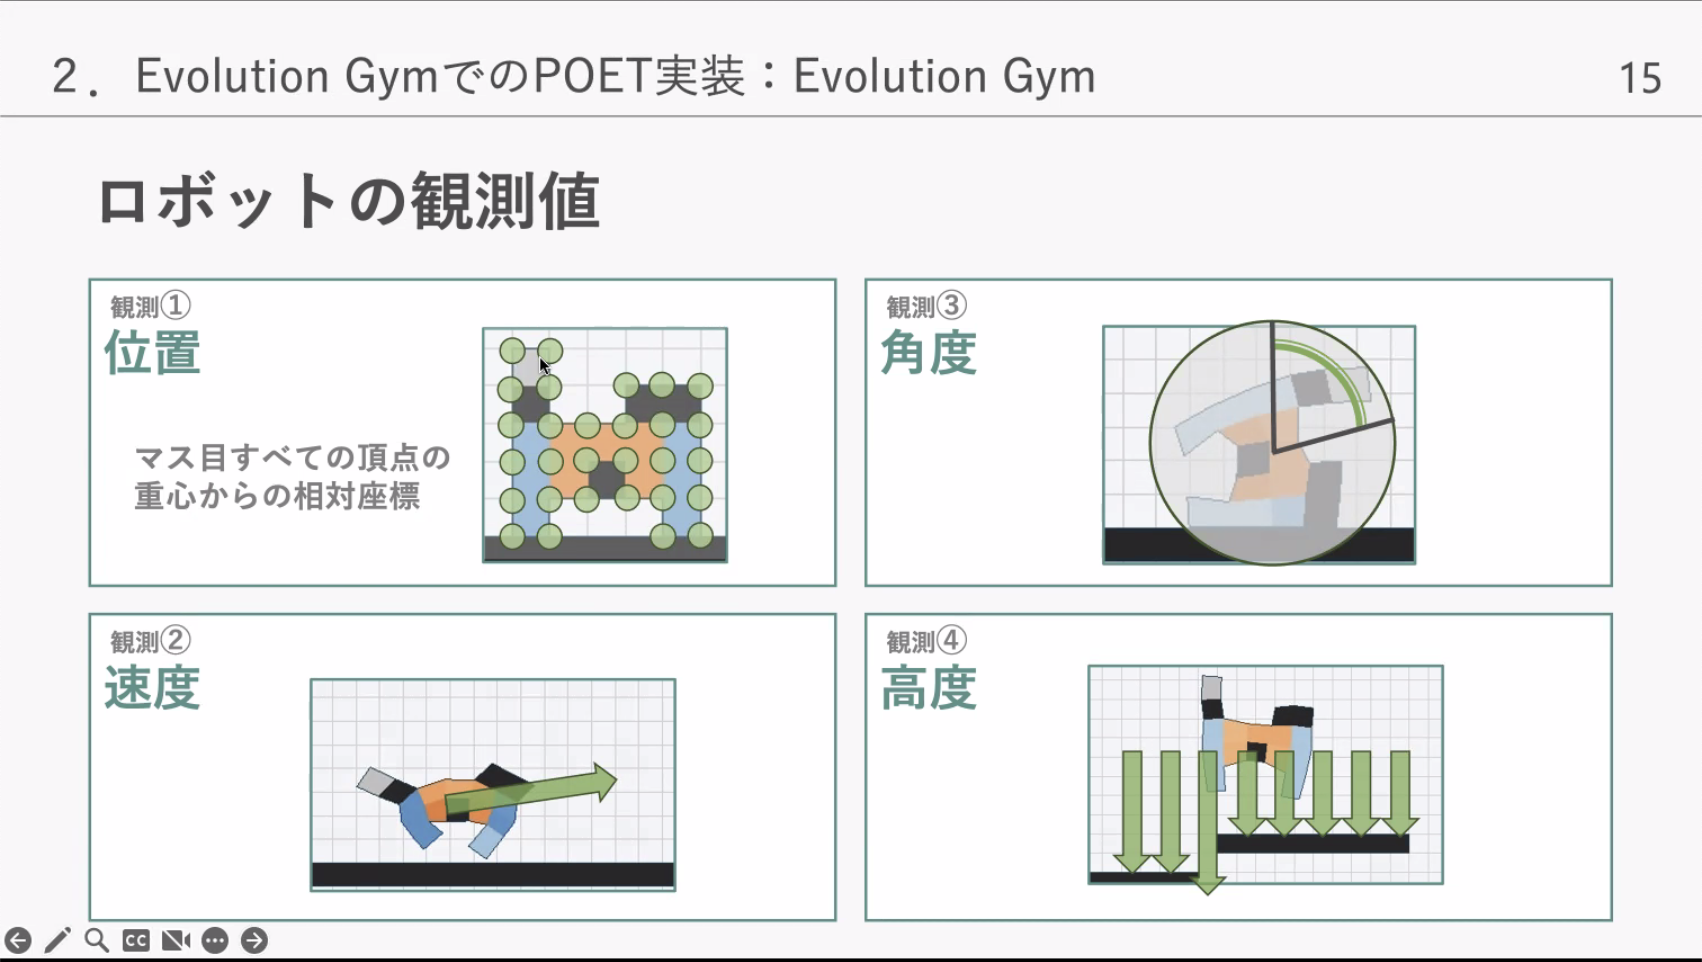 2．Evolution GymでのPOET実装：Evolution Gym
15
ロボットの観測値
観測①
位置
マス目すべての頂点の
重心からの相対座標
観測③
角度
観測②
速度
観測④
高度
CC